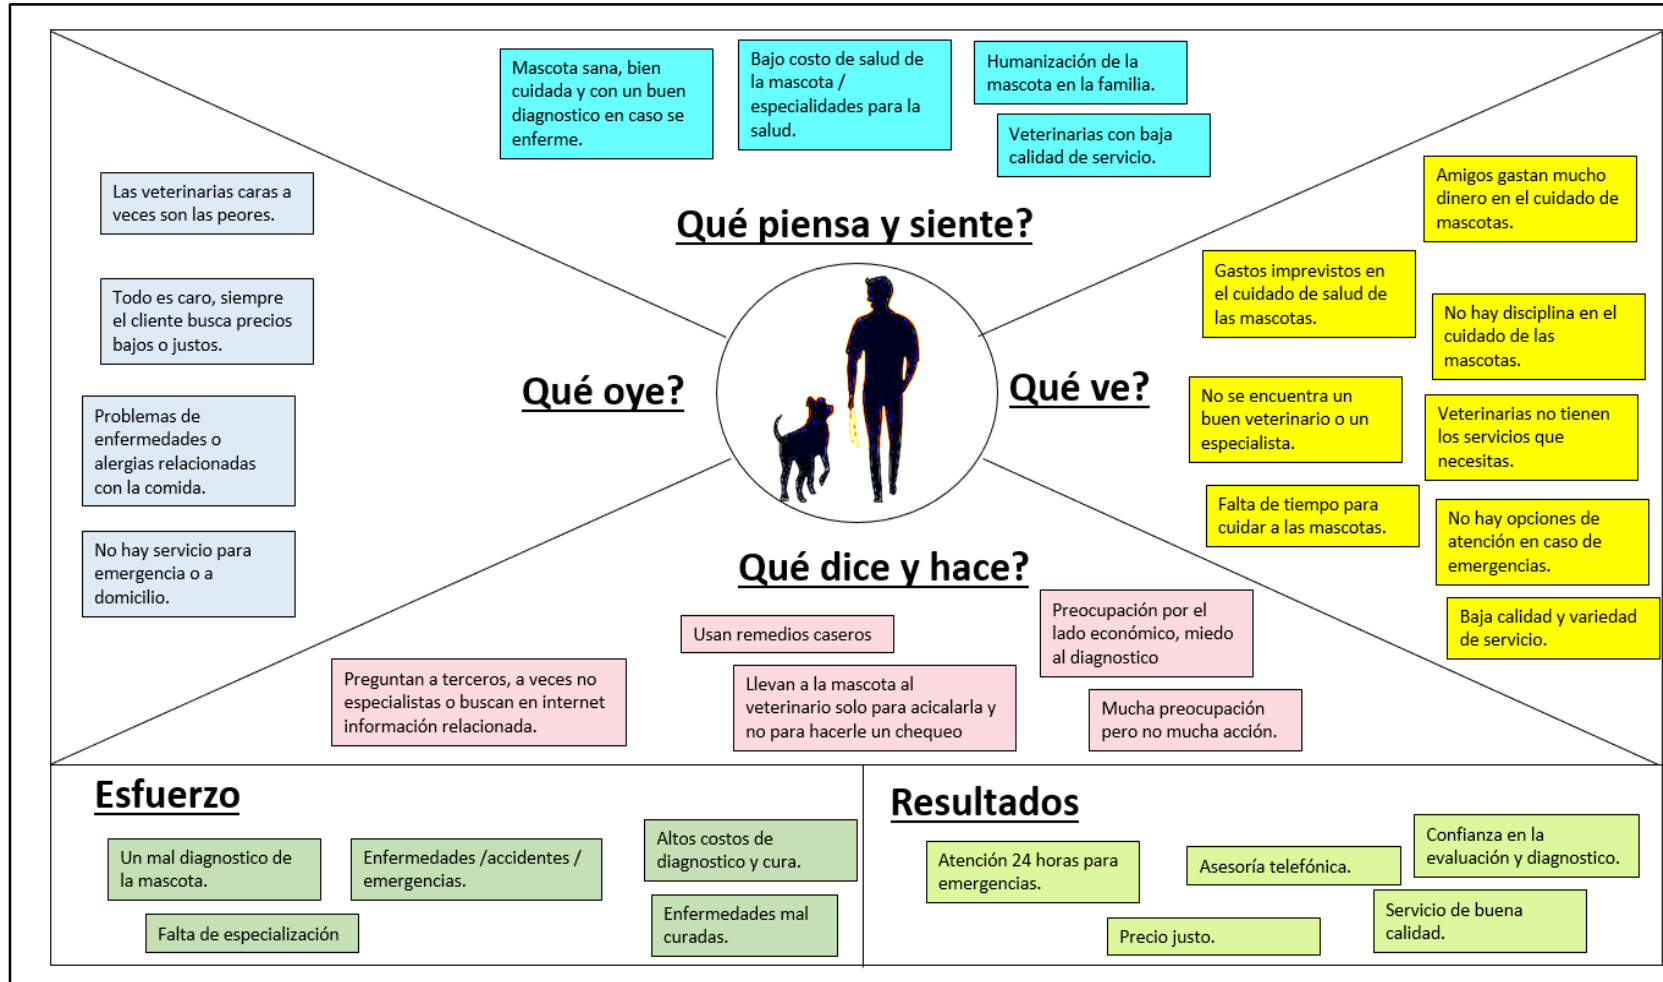 Mascota sana, bien
cuidada y con un buen
diagnostico en caso se
enferme.
Bajo costo de salud de
la mascota /
especialidades para la
salud.
Humanización de la
mascota en la familia.
Veterinarias con baja
calidad de servicio.
Qué piensa y siente?
Las veterinarias caras a
veces son las peores.
Todo es caro, siempre
el cliente busca precios
bajos o justos.
Problemas de
enfermedades o
alergias relacionadas
con la comida.
No hay servicio para
emergencia o a
domicilio.
Qué oye?
Qué ve?
Amigos gastan mucho
dinero en el cuidado de
mascotas.
Gastos imprevistos en
el cuidado de salud de
las mascotas.
No hay disciplina en el
cuidado de las
mascotas.
No se encuentra un
buen veterinario o un
especialista.
Veterinarias no tienen
los servicios que
necesitas.
Falta de tiempo para
cuidar a las mascotas.
No hay opciones de
atención en caso de
emergencias.
Baja calidad y variedad
de servicio.
Qué dice y hace?
Usan remedios caseros
Preocupación por el
lado económico, miedo
al diagnostico
Preguntan a terceros, a veces no
especialistas o buscan en internet
información relacionada.
Llevan a la mascota al
veterinario solo para acicalarla y
no para hacerle un chequeo
Mucha preocupación
pero no mucha acción.
Esfuerzo
Un mal diagnostico de
la mascota.
Enfermedades /accidentes /
emergencias.
Altos costos de
diagnostico y cura.
Falta de especialización
Enfermedades mal
curadas.
Resultados
Atención 24 horas para
emergencias.
Asesoría telefónica.
Confianza en la
evaluación y diagnostico.
Precio justo.
Servicio de buena
calidad.